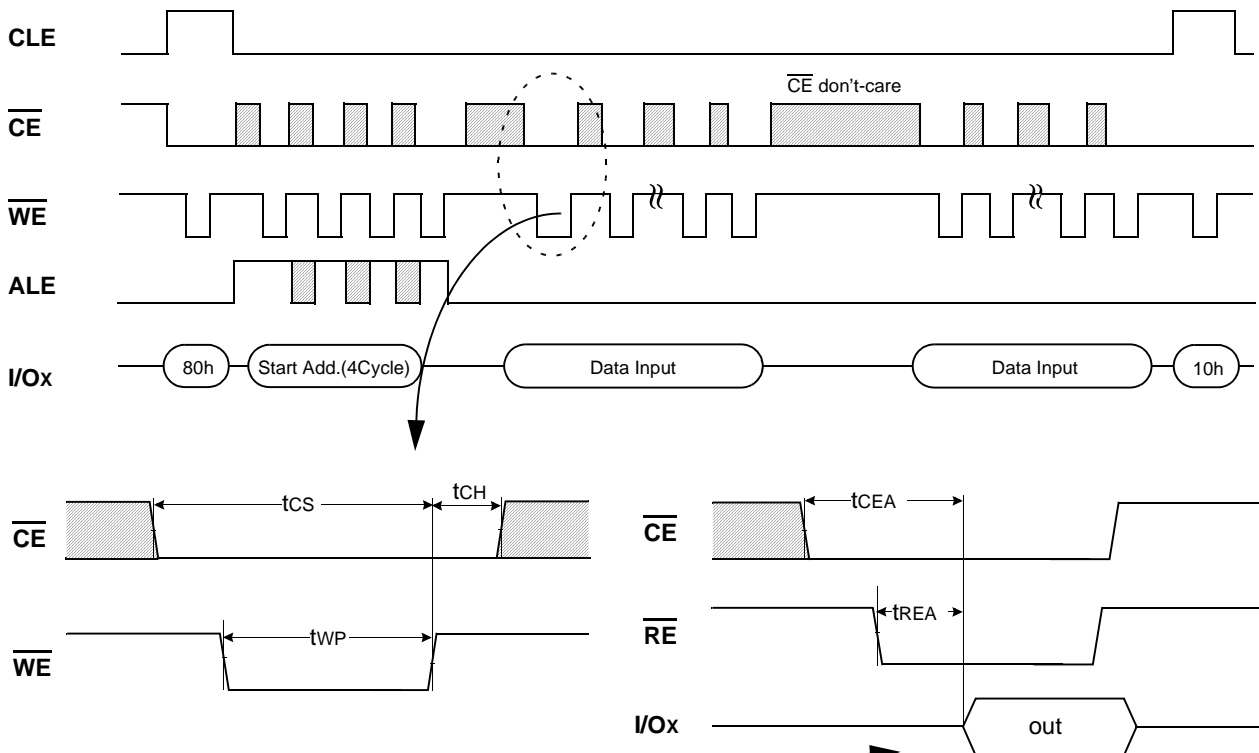 CLE
CE don't-care
CE
WE
ALE
I/Ox
80h
Start Add.(4Cycle)
Data Input
Data Input
10h
tCS
tCH
CE
tWP
WE
tCEA
CE
tREA
RE
I/Ox
out